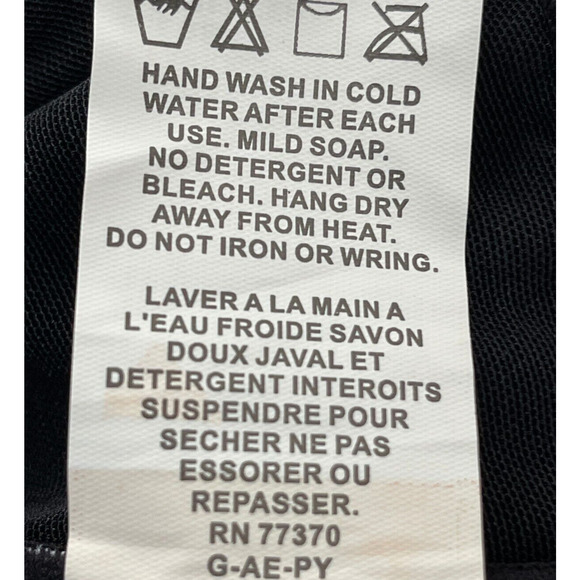 HAND WASH IN COLD
WATER AFTER EACH
USE. MILD SOAP.
NO DETERGENT OR
BLEACH. HANG DRY
AWAY FROM HEAT.
DO NOT IRON OR WRING.
LAVER A LA MAIN A
L'EAU FROIDE SAVON
DOUX JAVAL ET
DETERGENT INTEROITS
SUSPENDRE POUR
SECHER NE PAS
ESSORER OU
REPASSER.
RN 77370
G-AE-PY